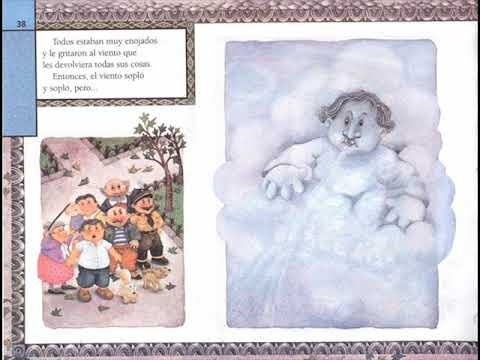 38
Todos estaban muy enojados
y le gritaron al viento que
les devolviera todas sus cosas.
Entonces, el viento sopló
y sopló, pero...